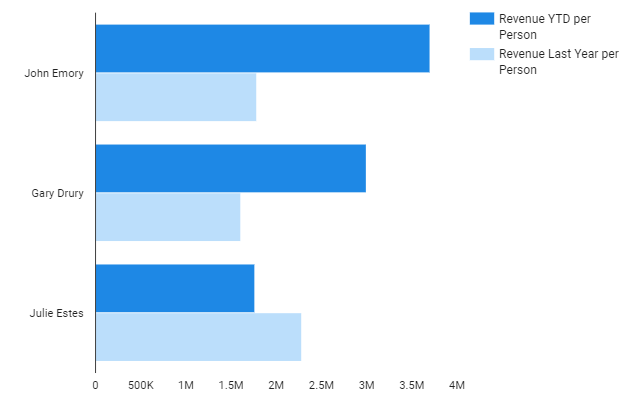 Revenue YTD per
Person
Revenue Last Year per
Person
John Emory
Gary Drury
Julie Estes
0 500K 1M 1.5M 2M 2.5M 3M 3.5M 4M